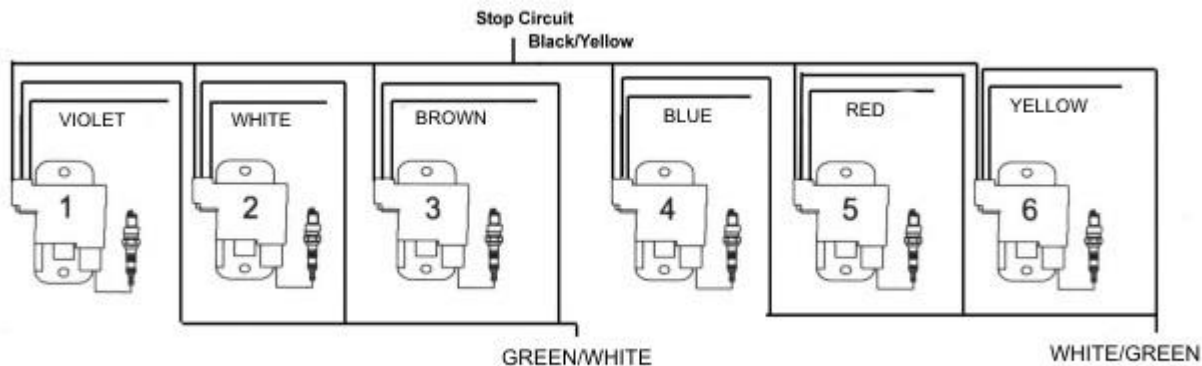 Stop Circuit
Black/Yellow
VIOLET
WHITE
BROWN
BLUE
RED
YELLOW
1
2
3
4
5
6
GREEN/WHITE
WHITE/GREEN